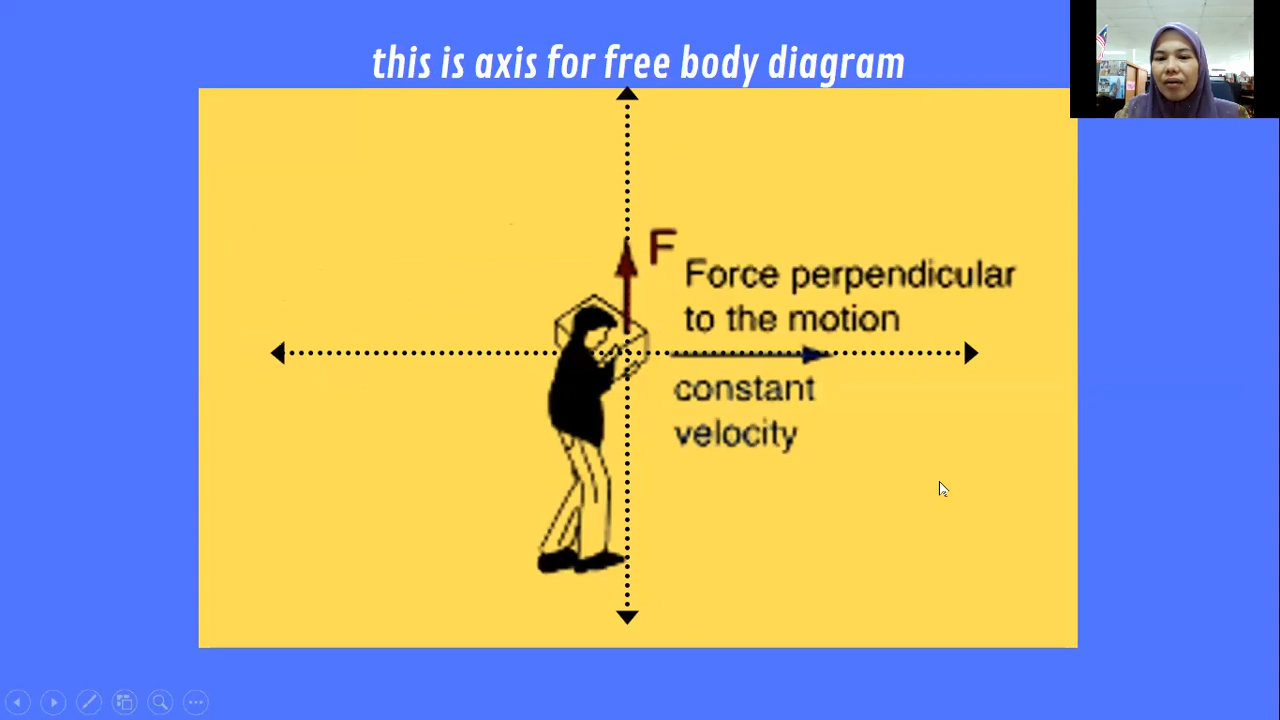 this is axis for free body diagram
F
Force perpendicular
to the motion
constant
velocity